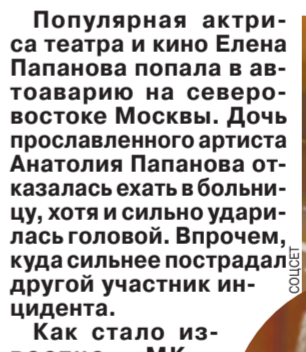 Популярная актри-
са театра и кино Елена
Папанова попала в ав-
тоаварию на северо-
востоке Москвы. Дочь
прославленного артиста
Анатолия Папанова от-
казалась ехать в больни-
цу, хотя и сильно удари-
лась головой. Впрочем,
куда сильнее пострадал
другой участник ин-
цидента.
Как стало из-
СОЦСЕТ